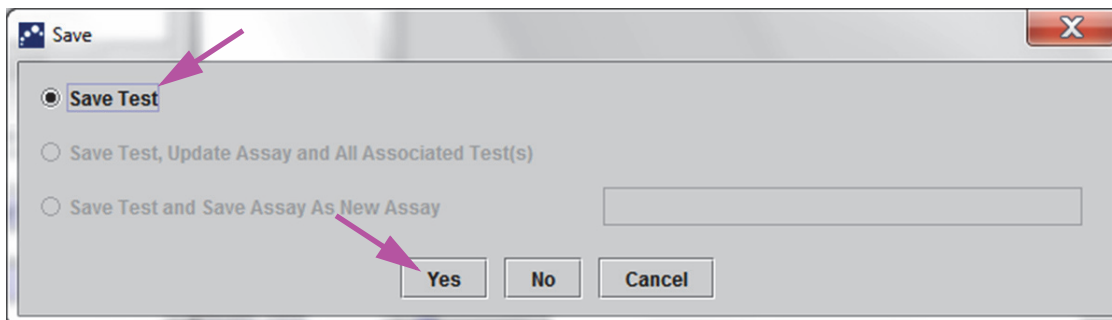 Save
Save Test
Save Test, Update Assay and All Associated Test(s)
Save Test and Save Assay As New Assay
Yes No Cancel